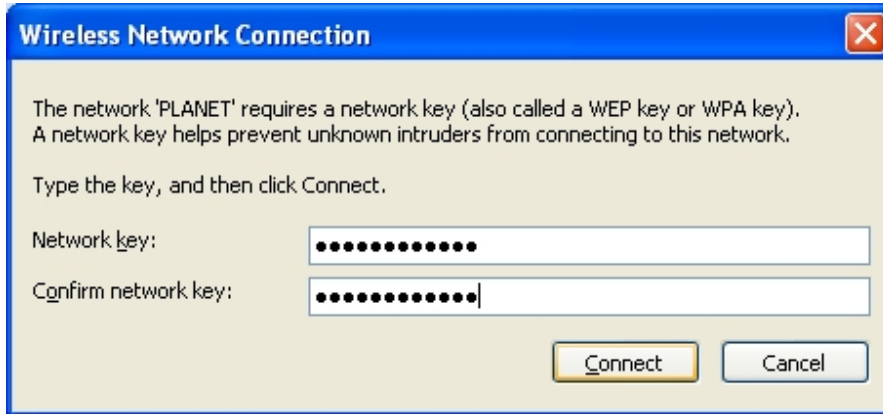 Wireless Network Connection
The network 'PLANET' requires a network key (also called a WEP key or WPA key).
A network key helps prevent unknown intruders from connecting to this network.
Type the key, and then click Connect.
Network key: ••••••••••••
Confirm network key: ••••••••••••
Connect Cancel